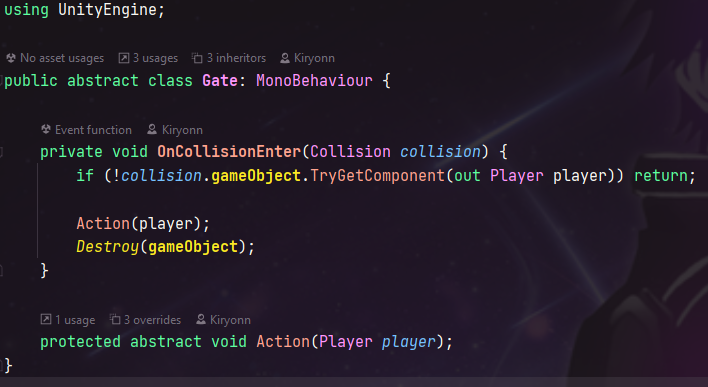 using UnityEngine;
No asset usages 3 usages 3 inheritors Kiryonn
public abstract class Gate: MonoBehaviour {
Event function Kiryonn
private void OnCollisionEnter(Collision collision) {
if (!collision.gameObject.TryGetComponent(out Player player)) return;
Action(player);
Destroy(gameObject);
}
1 usage 3 overrides Kiryonn
protected abstract void Action(Player player);
}